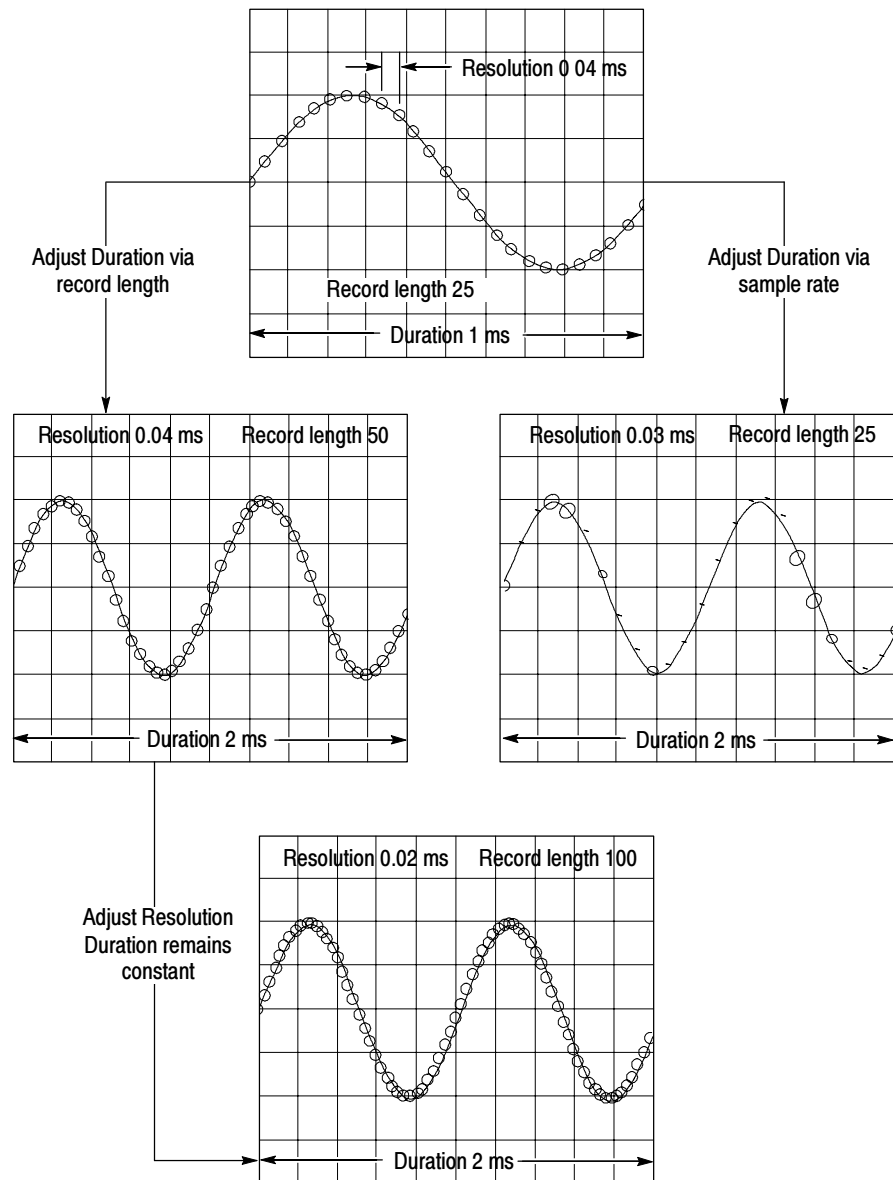 Resolution 0 04 ms
Adjust Duration via
record length
Adjust Duration via
sample rate
Record length 25
Duration 1 ms
Resolution 0.04 ms
Record length 50
Duration 2 ms
Resolution 0.03 ms
Record length 25
Duration 2 ms
Adjust Resolution
Duration remains
constant
Resolution 0.02 ms
Record length 100
Duration 2 ms